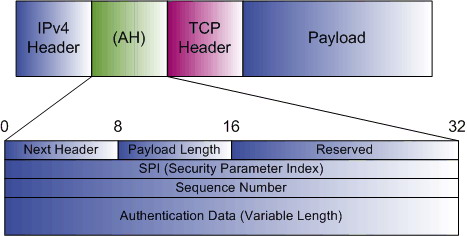 IPv4 Header
(AH)
TCP Header
Payload
0 8 16 32
Next Header
Payload Length
Reserved
SPI (Security Parameter Index)
Sequence Number
Authentication Data (Variable Length)